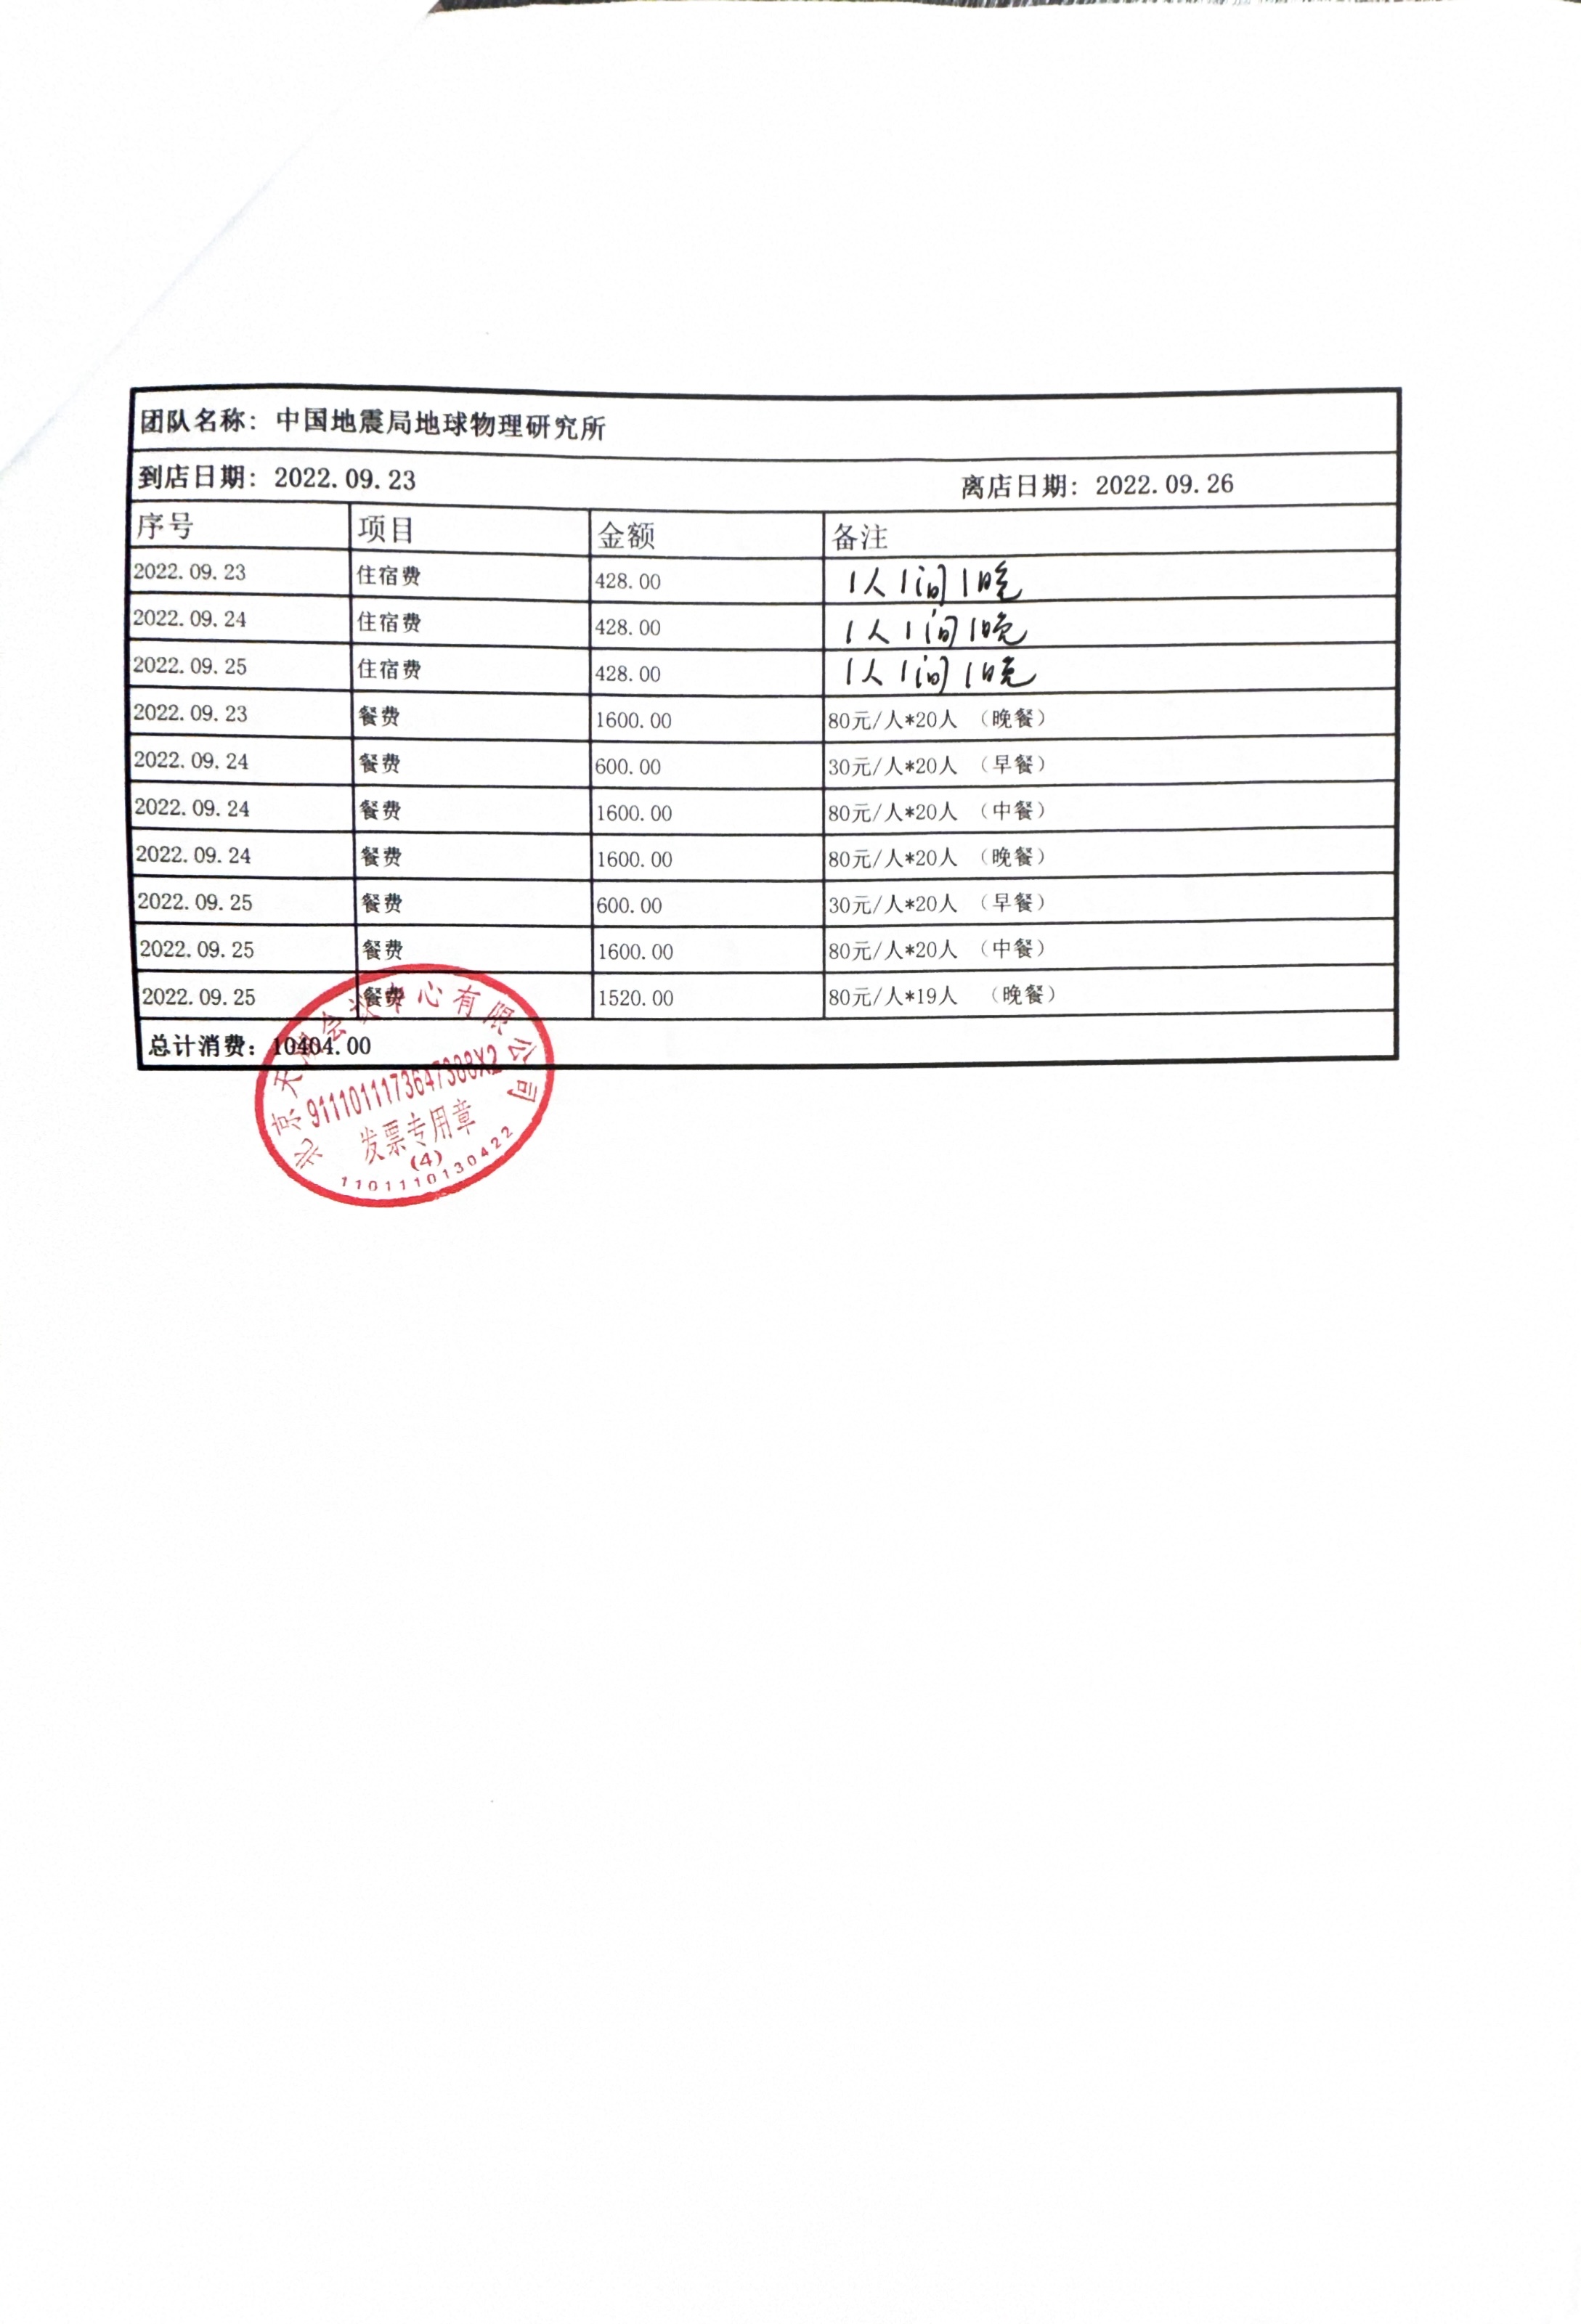 团队名称: 中国地震局地球物理研究所
到店日期: 2022.09.23 离店日期: 2022.09.26
序号 项目 金额 备注
2022.09.23 住宿费 428.00 1人1间1晚
2022.09.24 住宿费 428.00 1人1间1晚
2022.09.25 住宿费 428.00 1人1间1晚
2022.09.23 餐费 1600.00 80元/人*20人 (晚餐)
2022.09.24 餐费 600.00 30元/人*20人 (早餐)
2022.09.24 餐费 1600.00 80元/人*20人 (中餐)
2022.09.24 餐费 1600.00 80元/人*20人 (晚餐)
2022.09.25 餐费 600.00 30元/人*20人 (早餐)
2022.09.25 餐费 1600.00 80元/人*20人 (中餐)
2022.09.25 餐费 1520.00 80元/人*19人 (晚餐)
总计消费: 10404.00
北京天 会议中心有限公司
发票专用章
(4)
1101110130422